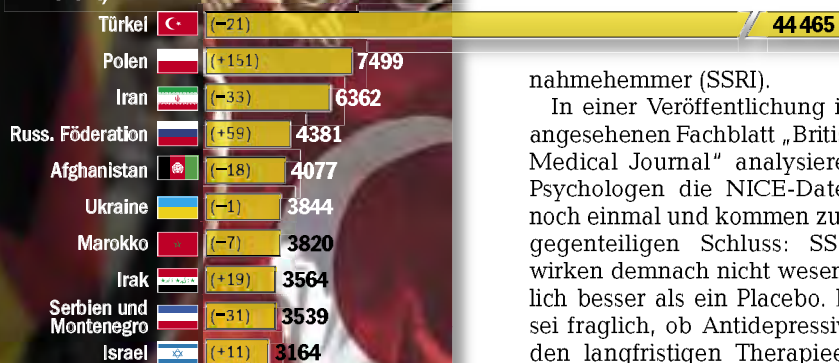 Türkei (–21) 44 465
Polen (+151) 7499
Iran (–33) 6362
Russ. Föderation (+59) 4381
Afghanistan (–18) 4077
Ukraine (–1) 3844
Marokko (–7) 3820
Irak (+19) 3564
Serbien und
Montenegro (–31) 3539
Israel (+11) 3164
nahmehemmer (SSRI).
In einer Veröffentlichung
angesehenen Fachblatt „Briti
Medical Journal“ analysiere
Psychologen die NICE-Date
noch einmal und kommen zu
gegenteiligen Schluss: SS
wirken demnach nicht wesen
lich besser als ein Placebo.
sei fraglich, ob Antidepressiv
den langfristigen Therapiee